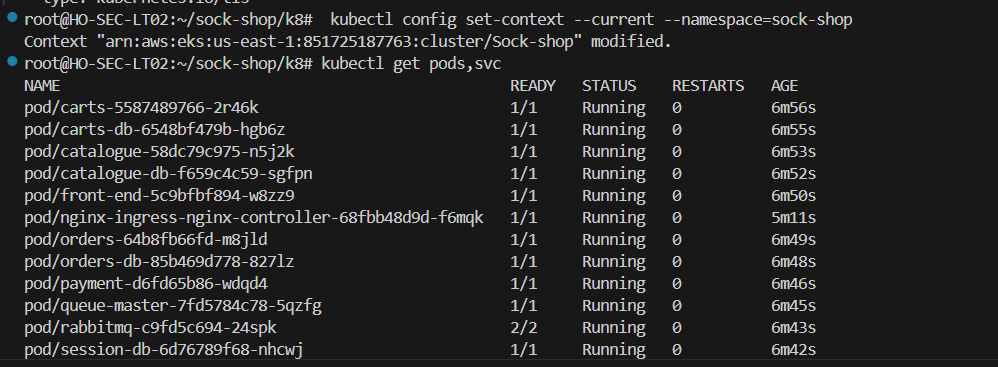 type: kubernetes.io/tls
root@HO-SEC-LT02:~/sock-shop/k8# kubectl config set-context --current --namespace=sock-shop
Context "arn:aws:eks:us-east-1:851725187763:cluster/Sock-shop" modified.
root@HO-SEC-LT02:~/sock-shop/k8# kubectl get pods,svc
NAME READY STATUS RESTARTS AGE
pod/carts-5587489766-2r46k 1/1 Running 0 6m56s
pod/carts-db-6548bf479b-hgb6z 1/1 Running 0 6m55s
pod/catalogue-58dc79c975-n5j2k 1/1 Running 0 6m53s
pod/catalogue-db-f659c4c59-sgfpn 1/1 Running 0 6m52s
pod/front-end-5c9bfbf894-w8zz9 1/1 Running 0 6m50s
pod/nginx-ingress-nginx-controller-68fbb48d9d-f6mqk 1/1 Running 0 5m11s
pod/orders-64b8fb66fd-m8jld 1/1 Running 0 6m49s
pod/orders-db-85b469d778-827lz 1/1 Running 0 6m48s
pod/payment-d6fd65b86-wdqd4 1/1 Running 0 6m46s
pod/queue-master-7fd5784c78-5qzfg 1/1 Running 0 6m45s
pod/rabbitmq-c9fd5c694-24spk 2/2 Running 0 6m43s
pod/session-db-6d76789f68-nhcwj 1/1 Running 0 6m42s